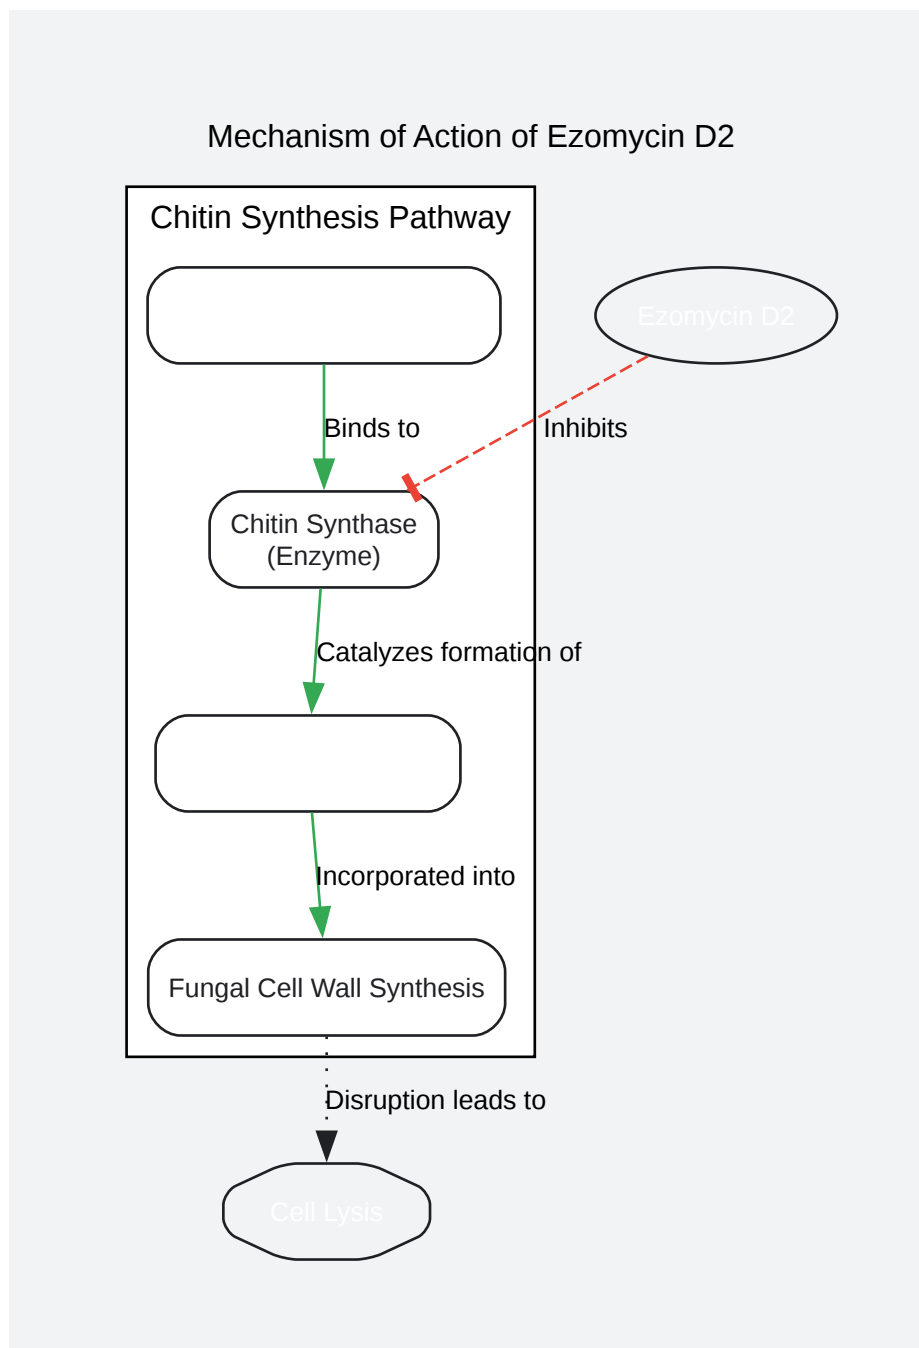 Mechanism of Action of Ezomycin D2
Chitin Synthesis Pathway
Ezomycin D2
Binds to
Inhibits
Chitin Synthase
(Enzyme)
Catalyzes formation of
Incorporated into
Fungal Cell Wall Synthesis
Disruption leads to
Cell Lysis